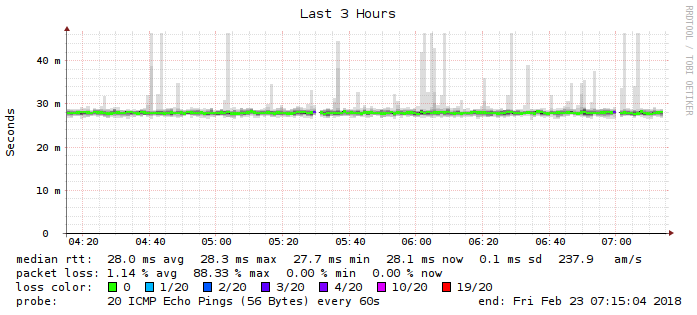 Last 3 Hours
RRDTOOL / TOBI OETIKER
Seconds
40 m
30 m
20 m
10 m
0
04:20 04:40 05:00 05:20 05:40 06:00 06:20 06:40 07:00
median rtt: 28.0 ms avg 28.3 ms max 27.7 ms min 28.1 ms now 0.1 ms sd 237.9 am/s
packet loss: 1.14 % avg 88.33 % max 0.00 % min 0.00 % now
loss color: 0 1/20 2/20 3/20 4/20 10/20 19/20
probe: 20 ICMP Echo Pings (56 Bytes) every 60s end: Fri Feb 23 07:15:04 2018